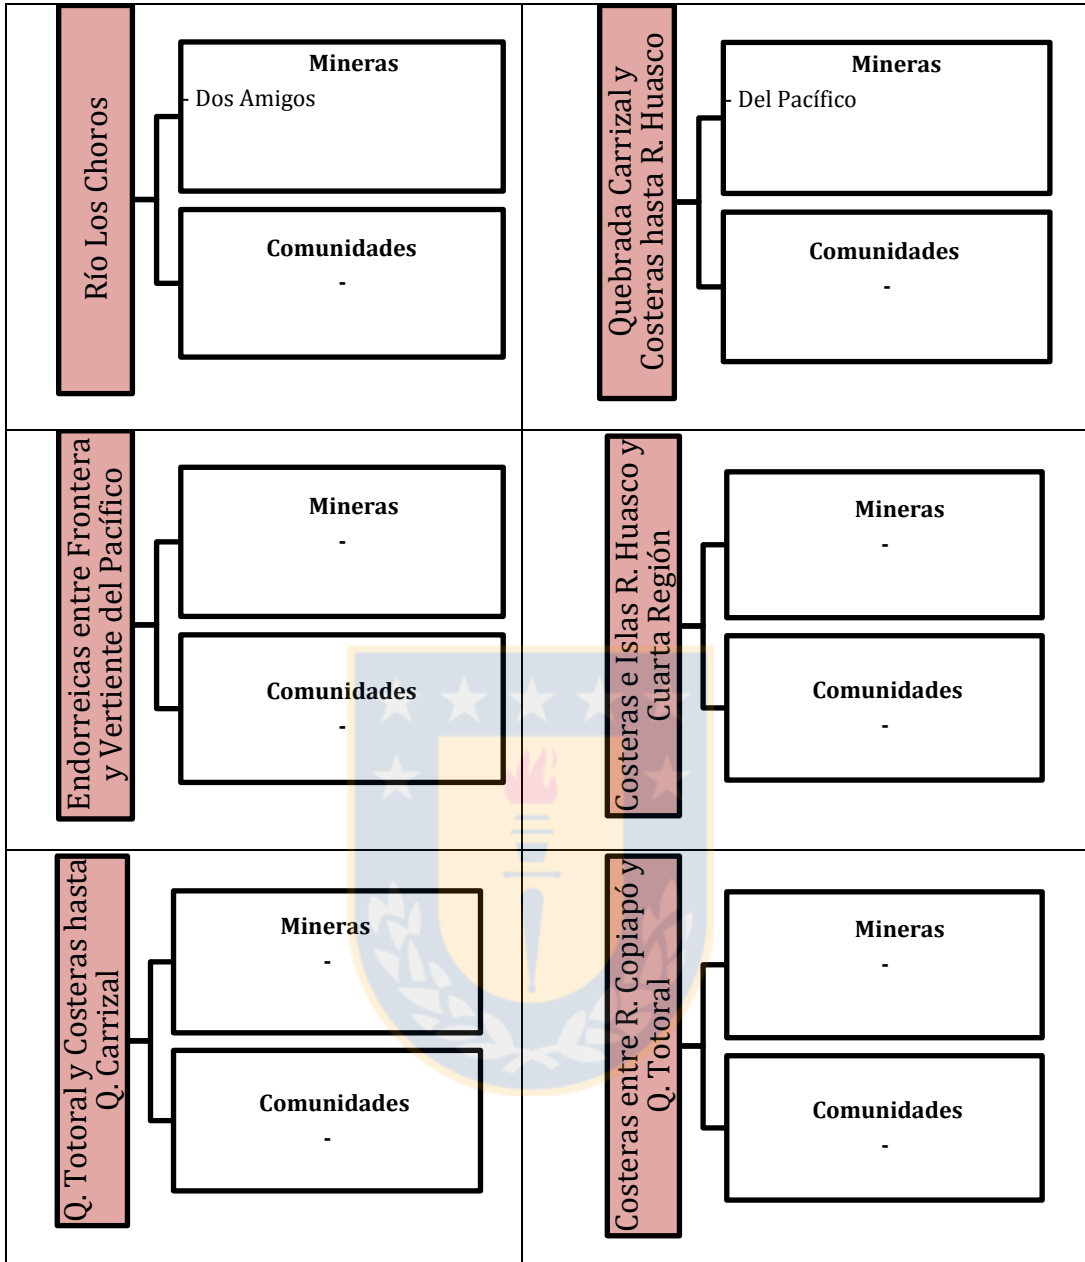 Río Los Choros
Mineras
- Dos Amigos
Comunidades
-
Quebrada Carrizal y
Costeras hasta R. Huasco
Mineras
- Del Pacífico
Comunidades
-
Endorreicas entre Frontera
y Vertiente del Pacífico
Mineras
-
Comunidades
-
Costeras e Islas R. Huasco y
Cuarta Región
Mineras
-
Comunidades
-
Q. Totoral y Costeras hasta
Q. Carrizal
Mineras
-
Comunidades
-
Costeras entre R. Copiapó y
Q. Totoral
Mineras
-
Comunidades
-